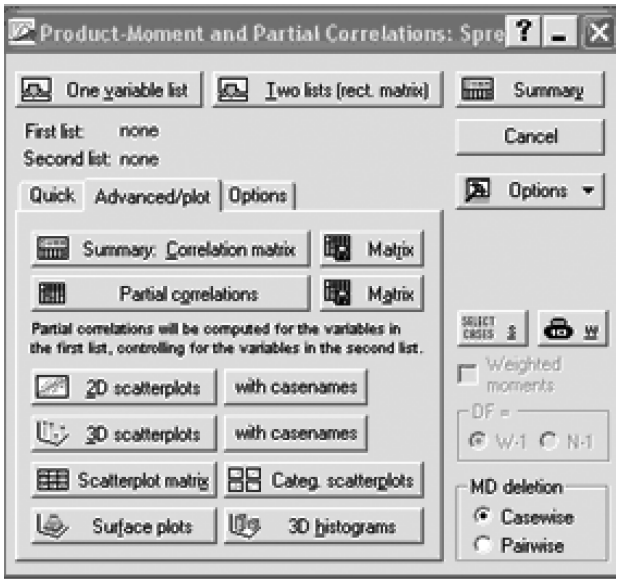 Product-Moment and Partial Correlations: Spre ? _ X
One variable list
Two lists (rect. matrix)
Summary
First list: none
Second list: none
Cancel
Quick Advanced/plot Options
Options
Summary: Correlation matrix
Matrix
Partial correlations
Matrix
Partial correlations will be computed for the variables in
the first list, controlling for the variables in the second list.
SELECT
CASES S
W
Weighted
moments
2D scatterplots
with casenames
DF =
W-1 N-1
3D scatterplots
with casenames
Scatterplot matrix
Categ. scatterplots
MD deletion
Casewise
Pairwise
Surface plots
3D histograms